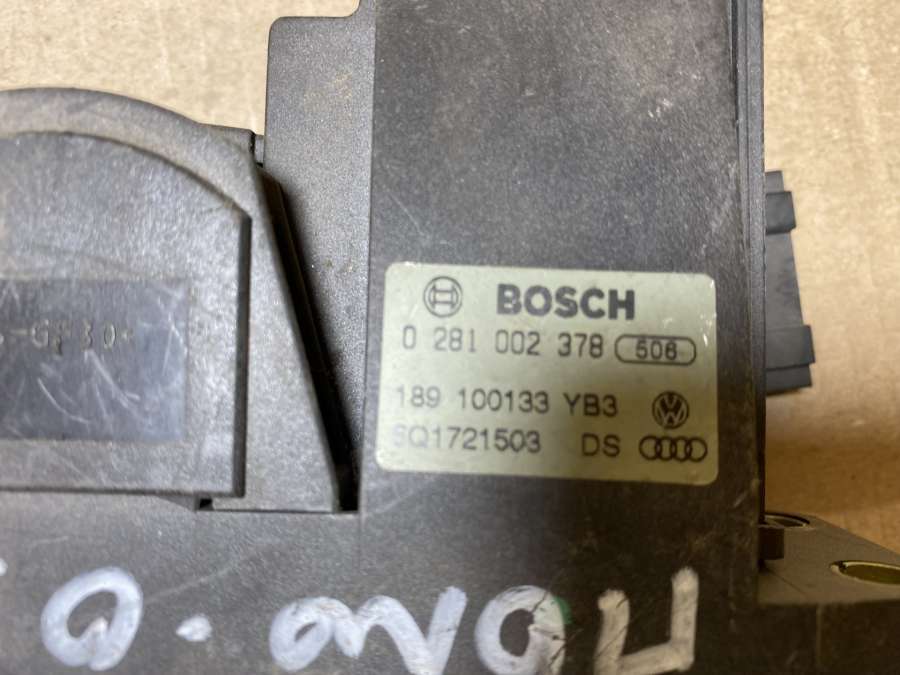 BOSCH
0 281 002 378 506
189 100133 YB3
6Q1721503 DS